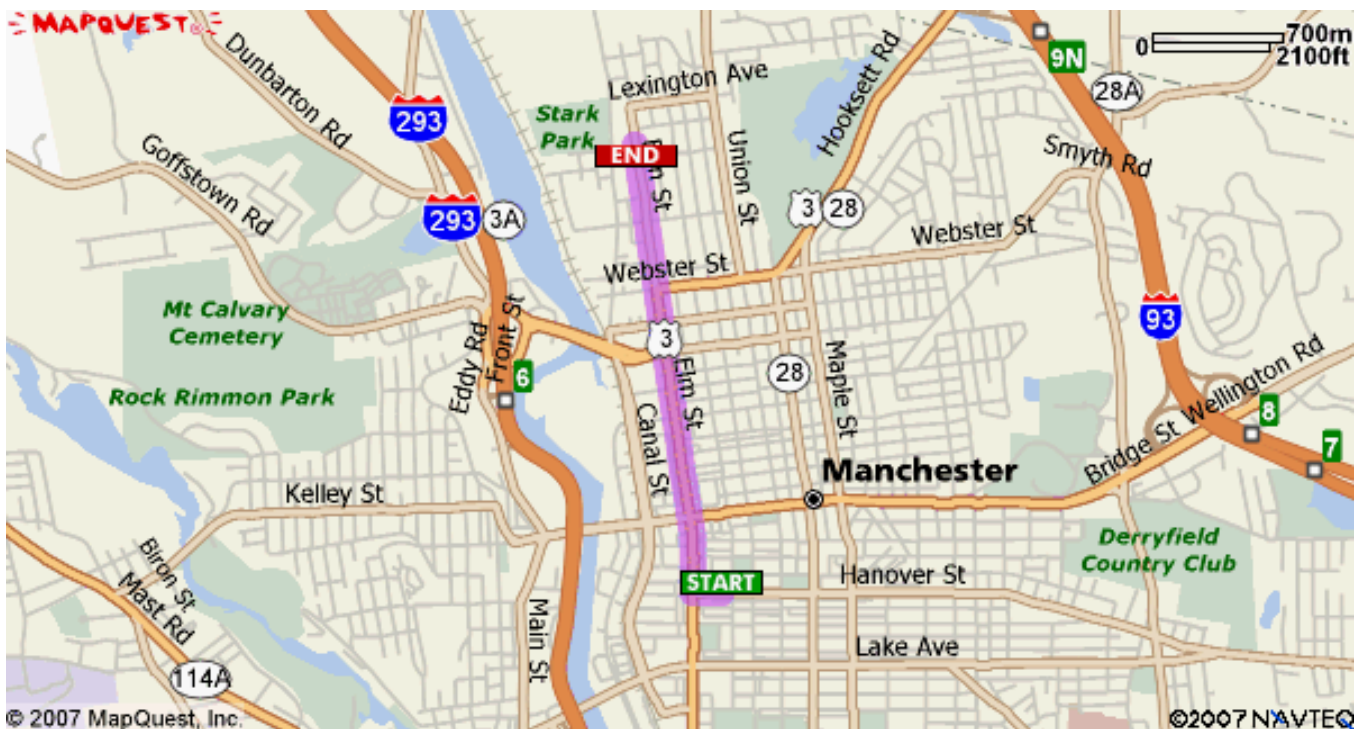 MAPQUEST
700m
0
2100ft
9N
28A
Dunbarton Rd
293
Lexington Ave
Hooksett Rd
Stark
Park
END
Elm St
Union St
Smyth Rd
Goffstown Rd
293
3A
3
28
Webster St
Webster St
Mt Calvary
Cemetery
93
Front St
Eddy Rd
3
Rock Rimmon Park
6
28
Maple St
Elm St
Canal St
Wellington Rd
8
7
Bridge St
Manchester
Kelley St
Derryfield
Country Club
Biron St
START
Hanover St
Mast Rd
Main St
Lake Ave
114A
© 2007 MapQuest, Inc.
©2007 NAVTEQ